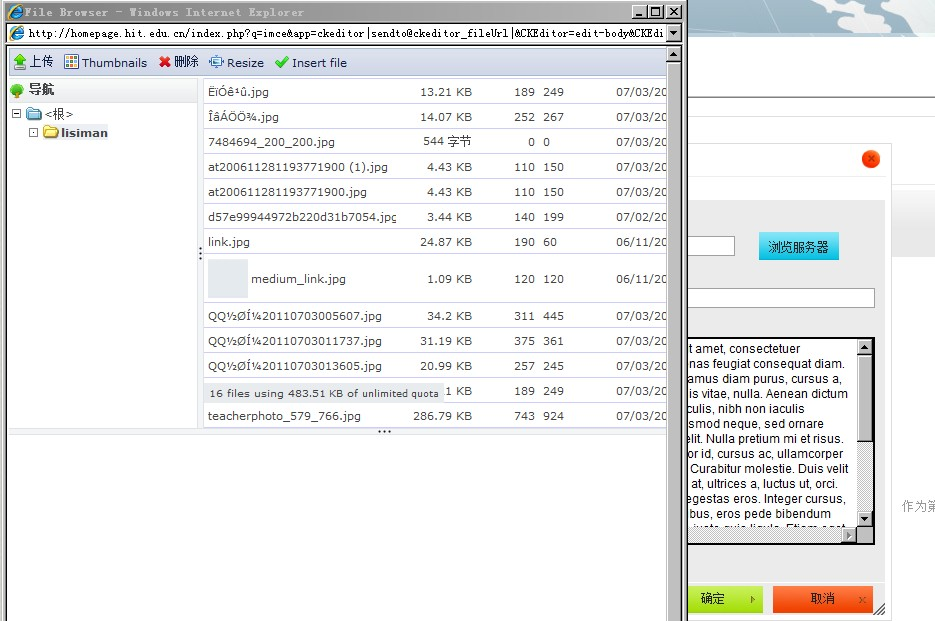 File Browser - Windows Internet Explorer
http://homepage.hit.edu.cn/index.php?q=imce&app=ckeditor|sendto@ckeditor_fileUrl|&CKEditor=edit-body&CKEdi
上传 Thumbnails 删除 Resize Insert file
导航
<根>
lisiman
ËïÓê¹û.jpg 13.21 KB 189 249 07/03/20
ÎâÁÖÖ¾.jpg 14.07 KB 252 267 07/03/20
7484694_200_200.jpg 544 字节 0 0 07/03/20
at200611281193771900 (1).jpg 4.43 KB 110 150 07/03/20
at200611281193771900.jpg 4.43 KB 110 150 07/03/20
d57e99944972b220d31b7054.jpg 3.44 KB 140 199 07/02/20
link.jpg 24.87 KB 190 60 06/11/20
medium_link.jpg 1.09 KB 120 120 06/11/20
QQ½ØÍ¼20110703005607.jpg 34.2 KB 311 445 07/03/20
QQ½ØÍ¼20110703011737.jpg 31.19 KB 375 361 07/03/20
QQ½ØÍ¼20110703013605.jpg 20.99 KB 257 245 07/03/20
16 files using 483.51 KB of unlimited quota 1 KB 189 249 07/03/20
teacherphoto_579_766.jpg 286.79 KB 743 924 07/03/20
浏览服务器
t amet, consectetuer
nas feugiat consequat diam.
amus diam purus, cursus a,
is vitae, nulla. Aenean dictum
culis, nibh non iaculis
smod neque, sed ornare
elit. Nulla pretium mi et risus.
or id, cursus ac, ullamcorper
Curabitur molestie. Duis velit
at, ultrices a, luctus ut, orci.
egestas eros. Integer cursus,
bus, eros pede bibendum
作为第
确定
取消